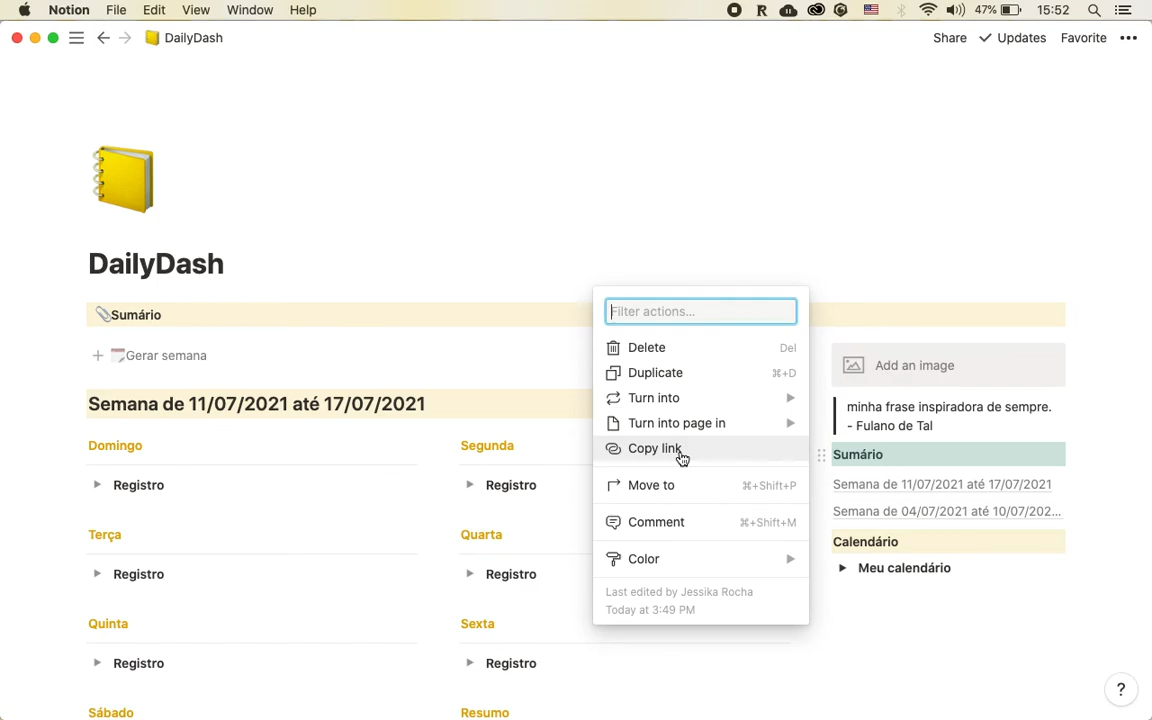 Notion File Edit View Window Help 47% 15:52
DailyDash Share Updates Favorite
DailyDash
Sumário
Gerar semana
Semana de 11/07/2021 até 17/07/2021
Domingo Segunda
Registro Registro
Terça Quarta
Registro Registro
Quinta Sexta
Registro Registro
Sábado Resumo
Filter actions...
Delete Del
Duplicate ⌘+D
Turn into
Turn into page in
Copy link
Move to ⌘+Shift+P
Comment ⌘+Shift+M
Color
Last edited by Jessika Rocha
Today at 3:49 PM
Add an image
minha frase inspiradora de sempre.
- Fulano de Tal
Sumário
Semana de 11/07/2021 até 17/07/2021
Semana de 04/07/2021 até 10/07/202...
Calendário
Meu calendário
?